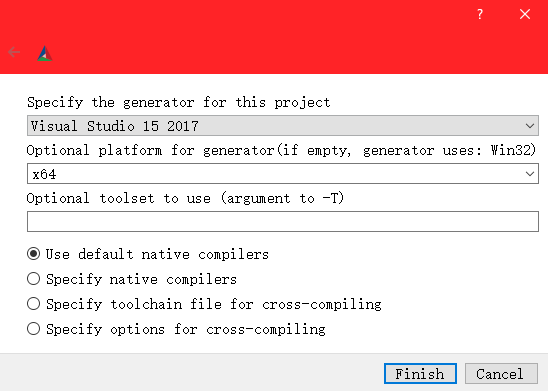 ?
Specify the generator for this project
Visual Studio 15 2017
Optional platform for generator(if empty, generator uses: Win32)
x64
Optional toolset to use (argument to -T)
Use default native compilers
Specify native compilers
Specify toolchain file for cross-compiling
Specify options for cross-compiling
Finish Cancel